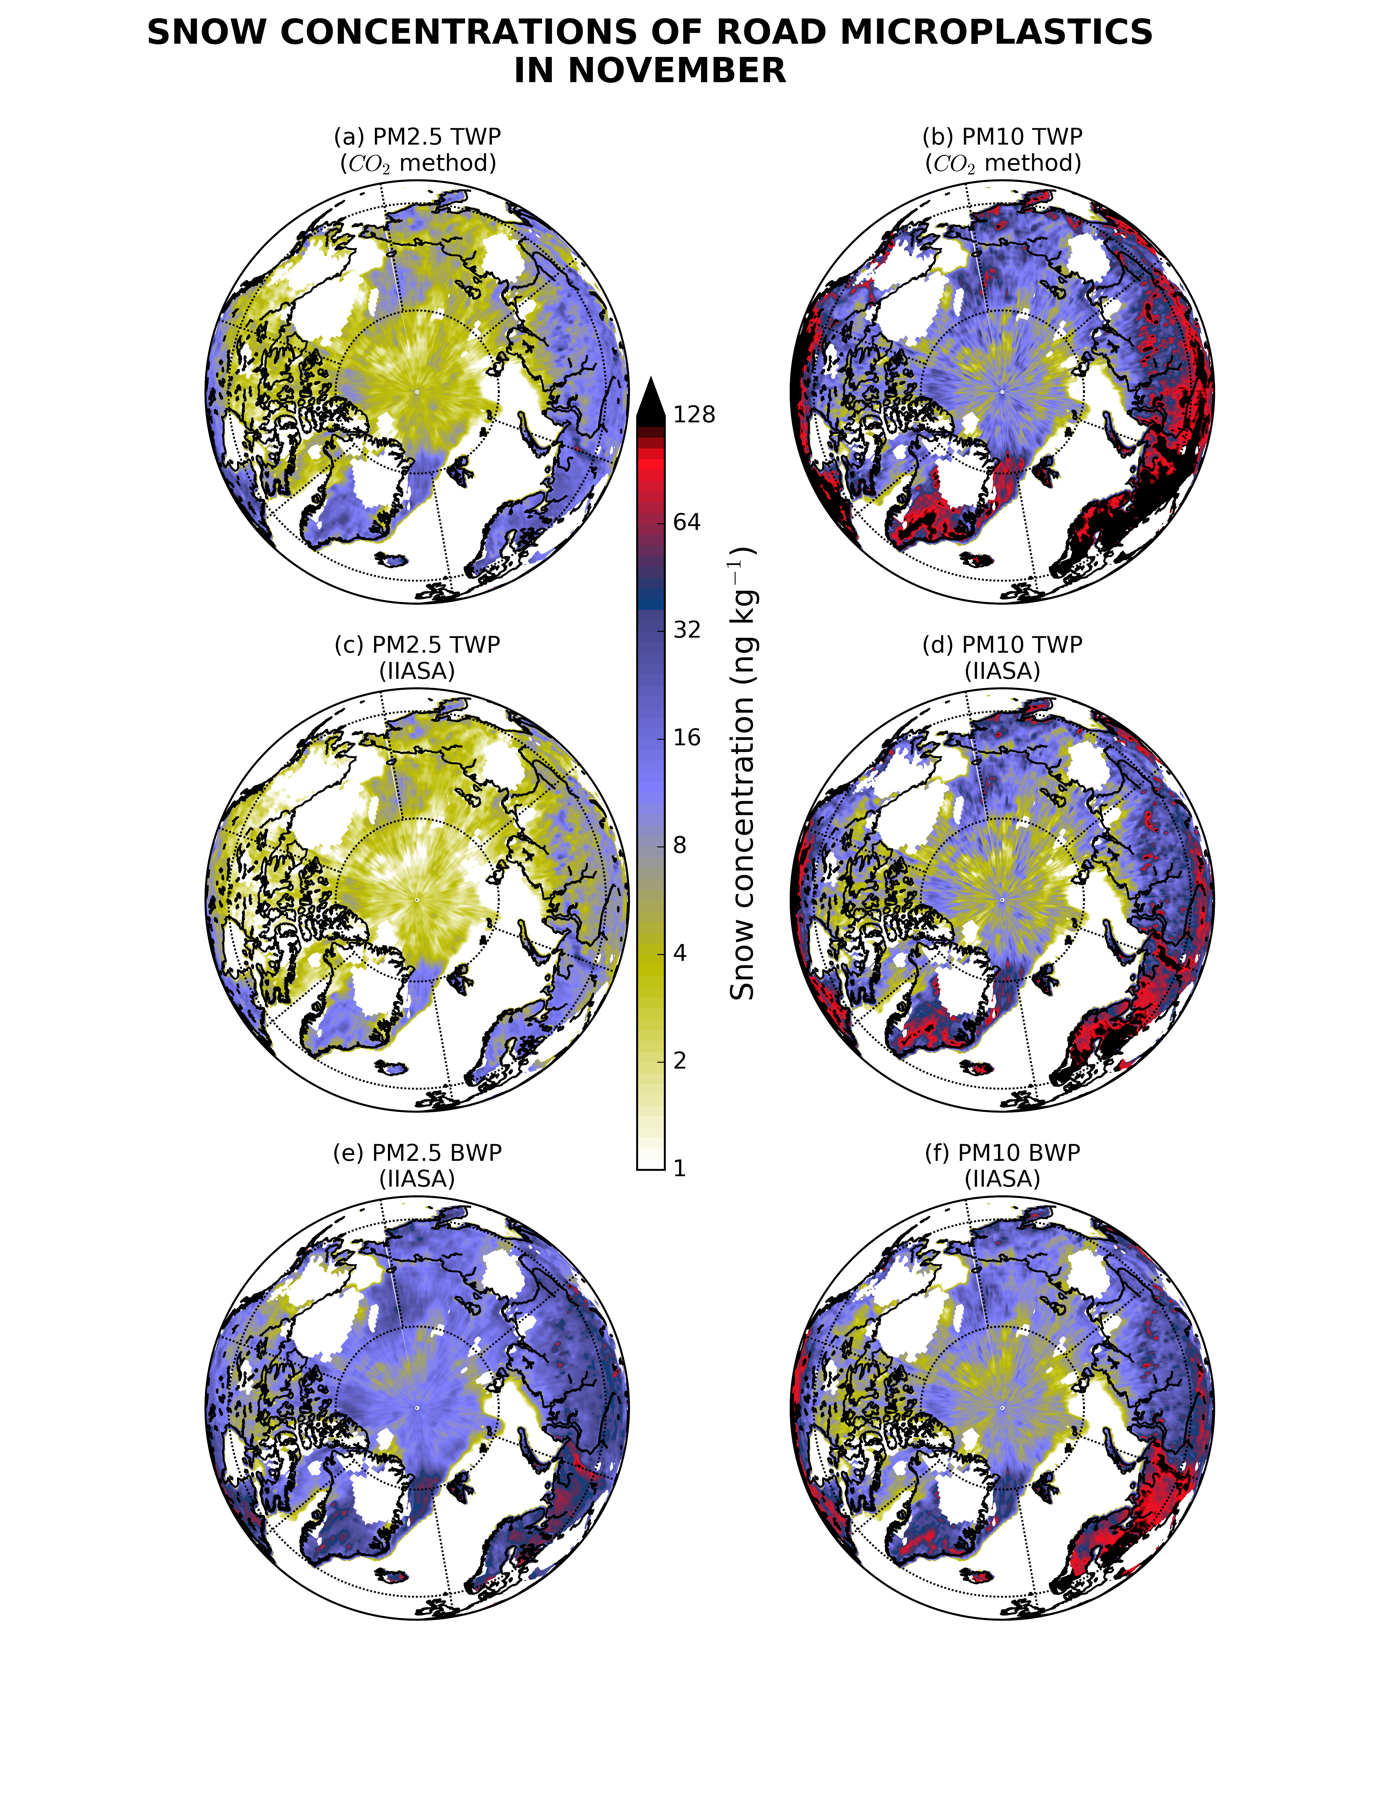 SNOW CONCENTRATIONS OF ROAD MICROPLASTICS
IN NOVEMBER
(a) PM2.5 TWP
(CO₂ method)
(b) PM10 TWP
(CO₂ method)
128
64
32
16
8
4
2
1
Snow concentration (ng kg⁻¹)
(c) PM2.5 TWP
(IIASA)
(d) PM10 TWP
(IIASA)
(e) PM2.5 BWP
(IIASA)
(f) PM10 BWP
(IIASA)